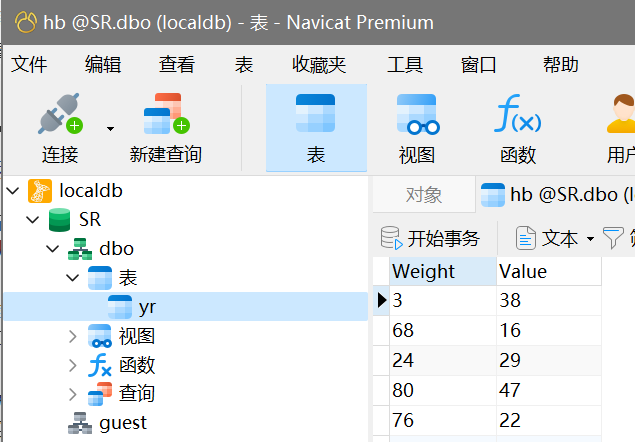 hb @SR.dbo (localdb) - 表 - Navicat Premium
文件 编辑 查看 表 收藏夹 工具 窗口 帮助
连接 新建查询 表 视图 函数 用户
localdb
SR
dbo
表
yr
视图
函数
查询
guest
对象 hb @SR.dbo (l
开始事务 文本
Weight Value
3 38
68 16
24 29
80 47
76 22